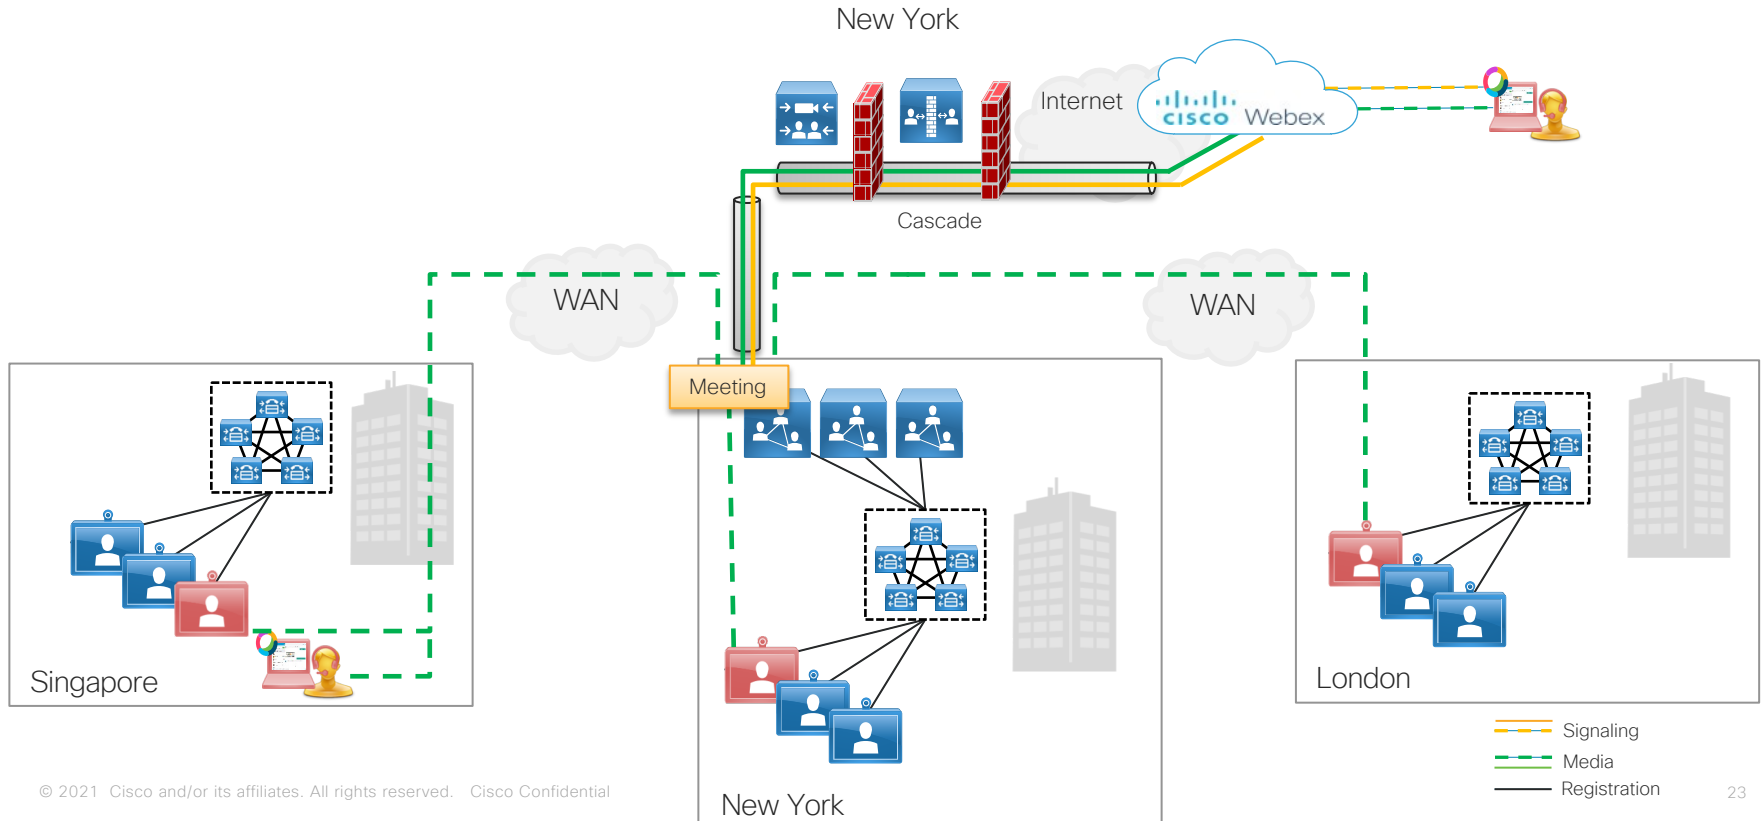 New York
Internet
CISCO Webex
Cascade
WAN
WAN
Meeting
Singapore
London
New York
Signaling
Media
Registration
© 2021 Cisco and/or its affiliates. All rights reserved. Cisco Confidential
23